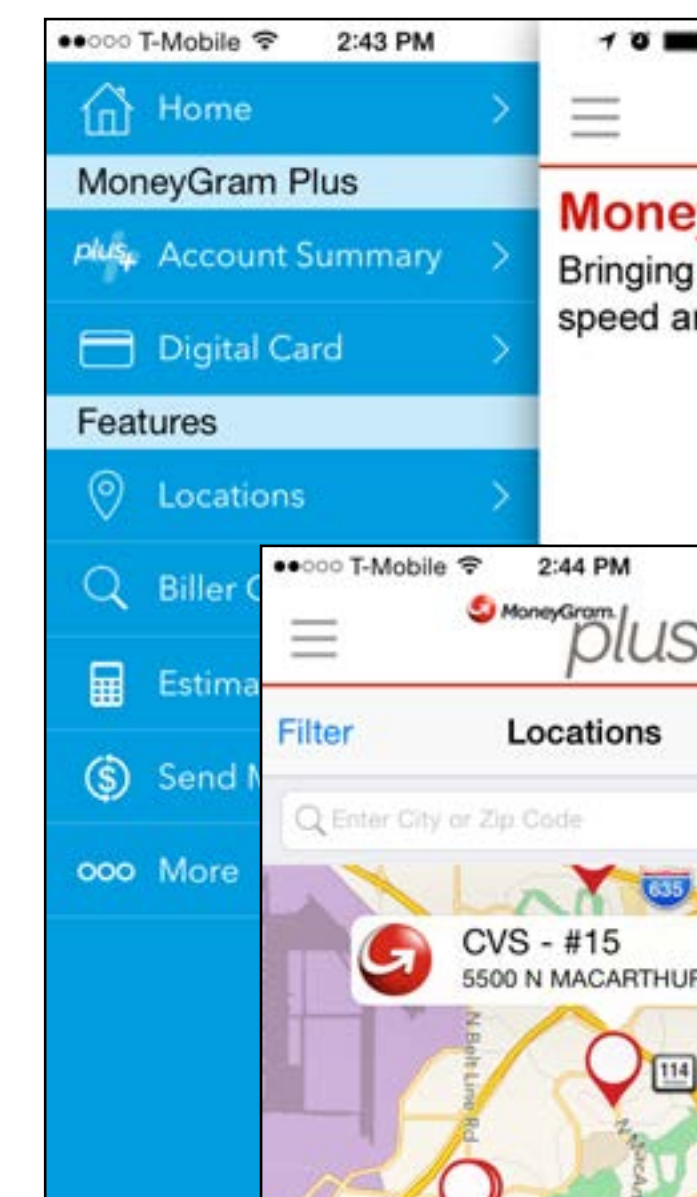 T-Mobile 2:43 PM
Home
MoneyGram Plus
plus+ Account Summary
Digital Card
Features
Locations
Biller
Send
More
Bringing
speed
T-Mobile 2:44 PM
MoneyGram
plus
Filter Locations
Enter City or Zip Code
635
CVS - #15
5500 N MACARTHUR
114
N Belt Line Rd